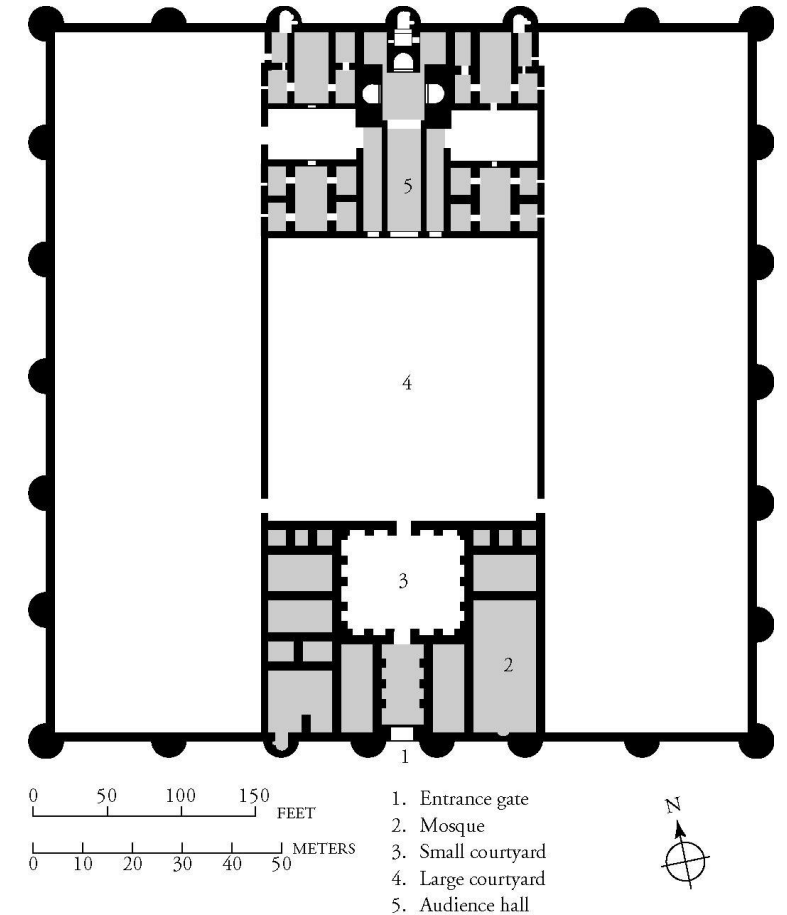 5
4
3
2
1
0 50 100 150
FEET
METERS
0 10 20 30 40 50
1. Entrance gate
2. Mosque
3. Small courtyard
4. Large courtyard
5. Audience hall
N